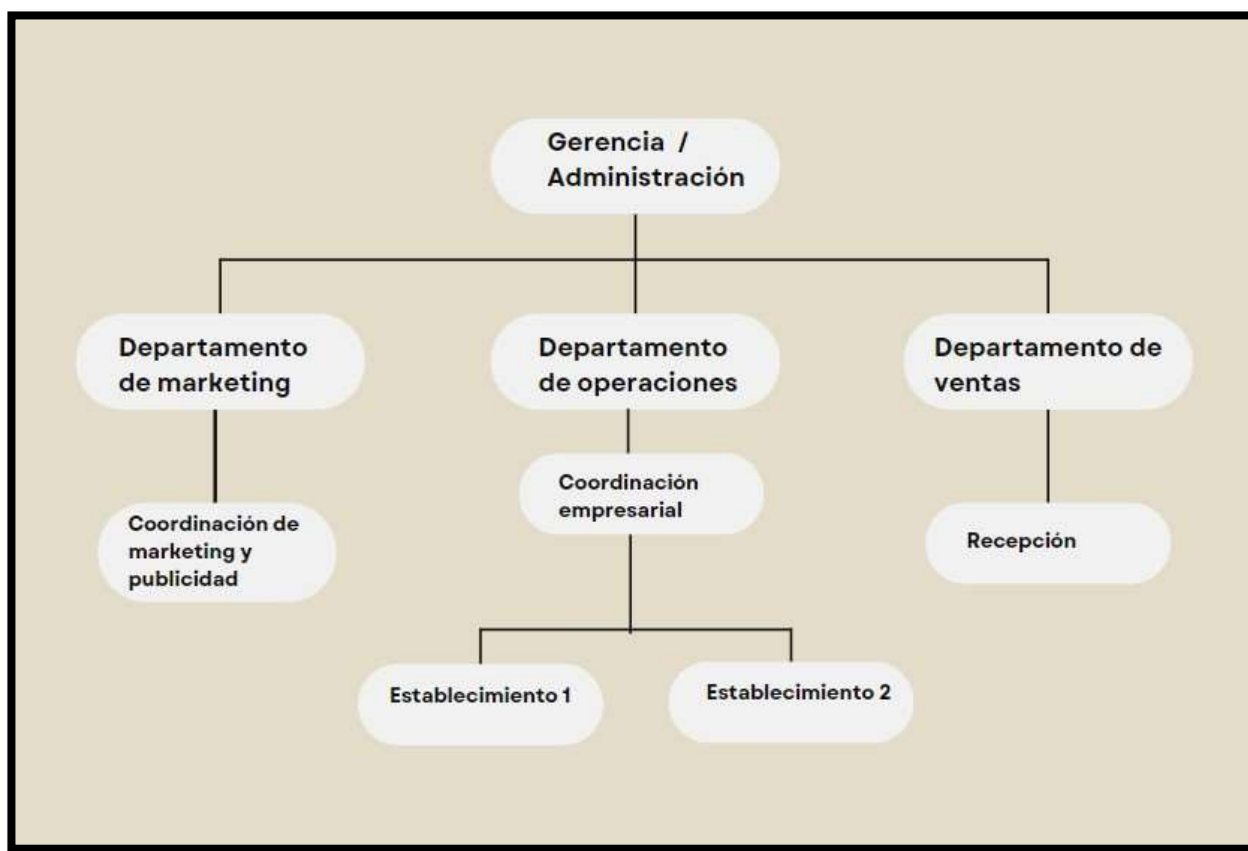 Gerencia /
Administración
Departamento
de marketing
Departamento
de operaciones
Departamento de
ventas
Coordinación
empresarial
Coordinación de
marketing y
publicidad
Recepción
Establecimiento 1
Establecimiento 2